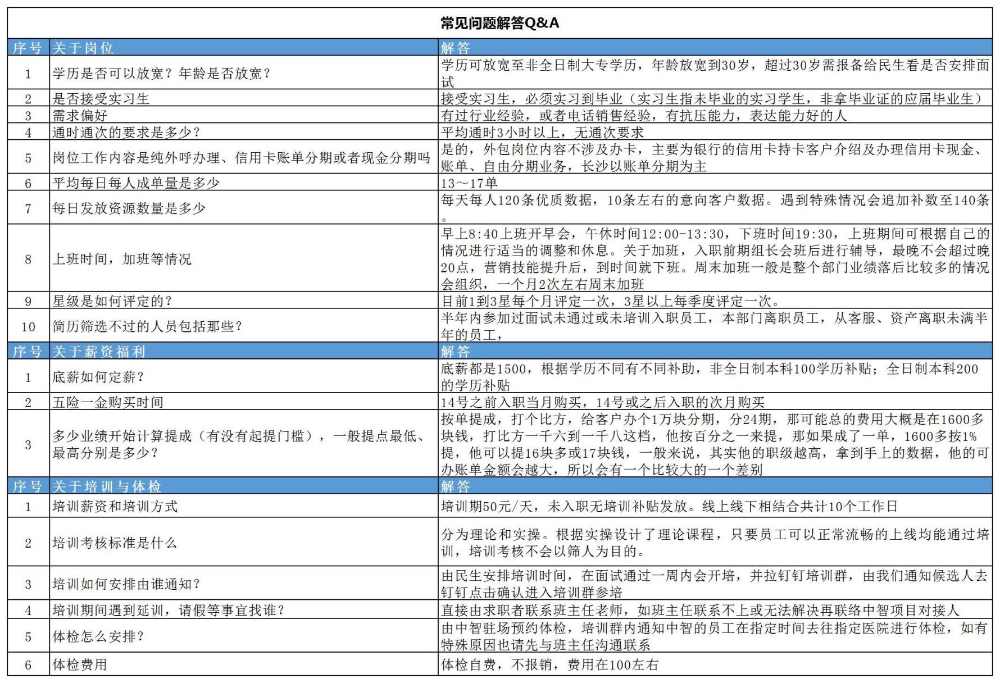 常见问题解答Q&A
序号 关于岗位 解答
1 学历是否可以放宽？年龄是否放宽？ 学历可放宽至非全日制大专学历，年龄放宽到30岁，超过30岁需报备给民生看是否安排面
试
2 是否接受实习生 接受实习生，必须实习到毕业（实习生指未毕业的实习学生，非拿毕业证的应届毕业生）
3 需求偏好 有过行业经验，或者电话销售经验，有抗压能力，表达能力好的人
4 通时通次的要求是多少？ 平均通时3小时以上，无通次要求
5 岗位工作内容是纯外呼办理、信用卡账单分期或者现金分期吗 是的，外包岗位内容不涉及办卡，主要为银行的信用卡持卡客户介绍及办理信用卡现金、
账单、自由分期业务，长沙以账单分期为主
6 平均每日每人成单量是多少 13～17单
7 每日发放资源数量是多少 每天每人120条优质数据，10条左右的意向客户数据。遇到特殊情况会追加补数至140条
。
8 上班时间，加班等情况 早上8:40上班开早会，午休时间12:00-13:30，下班时间19:30，上班期间可根据自己的
情况进行适当的调整和休息。关于加班，入职前期组长会班后进行辅导，最晚不会超过晚
20点，营销技能提升后，到时间就下班。周末加班一般是整个部门业绩落后比较多的情况
会组织，一个月2次左右周末加班
9 星级是如何评定的？ 目前1到3星每个月评定一次，3星以上每季度评定一次。
10 简历筛选不过的人员包括那些？ 半年内参加过面试未通过或未培训入职员工，本部门离职员工，从客服、资产离职未满半
年的员工，
序号 关于薪资福利 解答
1 底薪如何定薪？ 底薪都是1500，根据学历不同有不同补助，非全日制本科100学历补贴；全日制本科200
的学历补贴
2 五险一金购买时间 14号之前入职当月购买，14号或之后入职的次月购买
3 多少业绩开始计算提成（有没有起提门槛），一般提点最低、
最高分别是多少？ 按单提成，打个比方，给客户办个1万块分期，分24期，那可能总的费用大概是在1600多
块钱，打比方一千六到一千八这档，他按百分之一来提，那如果成了一单，1600多按1%
提，他可以提16块多或17块钱，一般来说，其实他的职级越高，拿到手上的数据，他的可
办账单金额会越大，所以会有一个比较大的一个差别
序号 关于培训与体检 解答
1 培训薪资和培训方式 培训期50元/天，未入职无培训补贴发放。线上线下相结合共计10个工作日
2 培训考核标准是什么 分为理论和实操。根据实操设计了理论课程，只要员工可以正常流畅的上线均能通过培
训，培训考核不会以筛人为目的。
3 培训如何安排由谁通知？ 由民生安排培训时间，在面试通过一周内会开培，并拉钉钉培训群，由我们通知候选人去
钉钉点击确认进入培训群参培
4 培训期间遇到延训，请假等事宜找谁？ 直接由求职者联系班主任老师，如班主任联系不上或无法解决再联络中智项目对接人
5 体检怎么安排？ 由中智驻场预约体检，培训群内通知中智的员工在指定时间去往指定医院进行体检，如有
特殊原因也请先与班主任沟通联系
6 体检费用 体检自费，不报销，费用在100左右